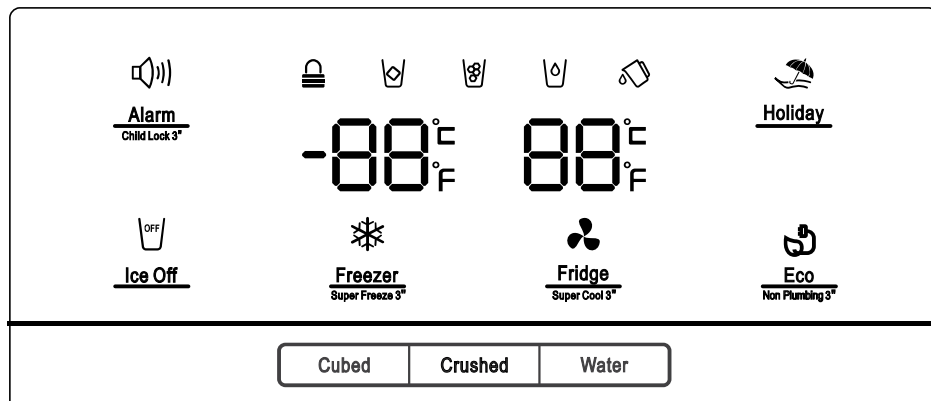 Alarm
Child Lock 3"
Holiday
-88 °C °F
88 °C °F
OFF
Ice Off
Freezer
Super Freeze 3"
Fridge
Super Cool 3"
Eco
Non Plumbing 3"
Cubed
Crushed
Water